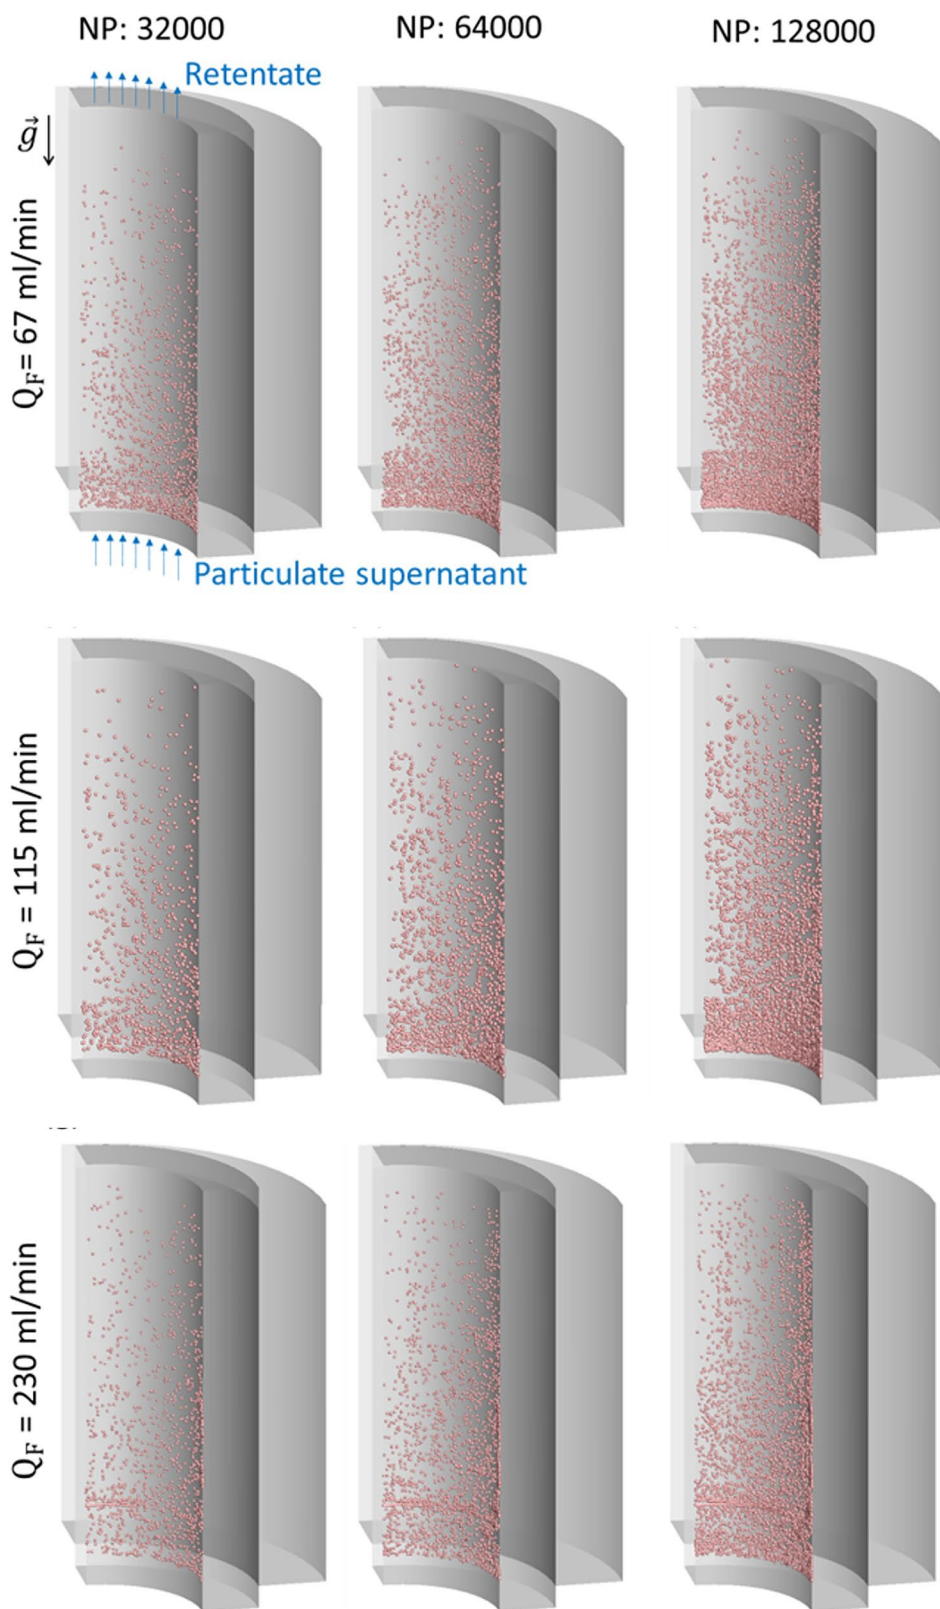 NP: 32000
NP: 64000
NP: 128000
Retentate
g
Q_F= 67 ml/min
Particulate supernatant
Q_F = 115 ml/min
Q_F = 230 ml/min